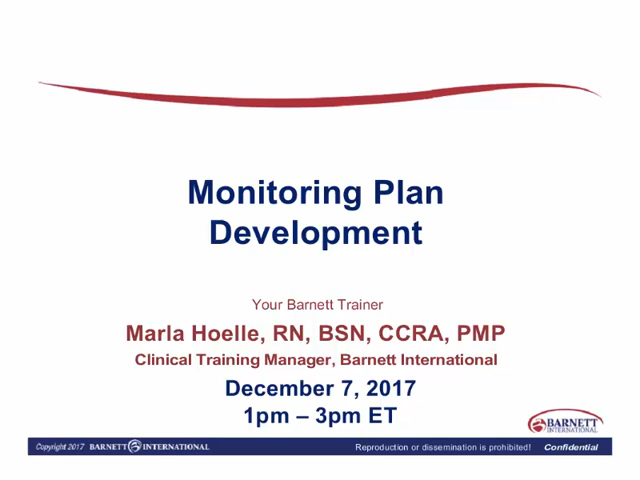 Monitoring Plan
Development
Your Barnett Trainer
Marla Hoelle, RN, BSN, CCRA, PMP
Clinical Training Manager, Barnett International
December 7, 2017
1pm – 3pm ET
BARNETT
INTERNATIONAL
Copyright 2017 BARNETT INTERNATIONAL Reproduction or dissemination is prohibited! Confidential